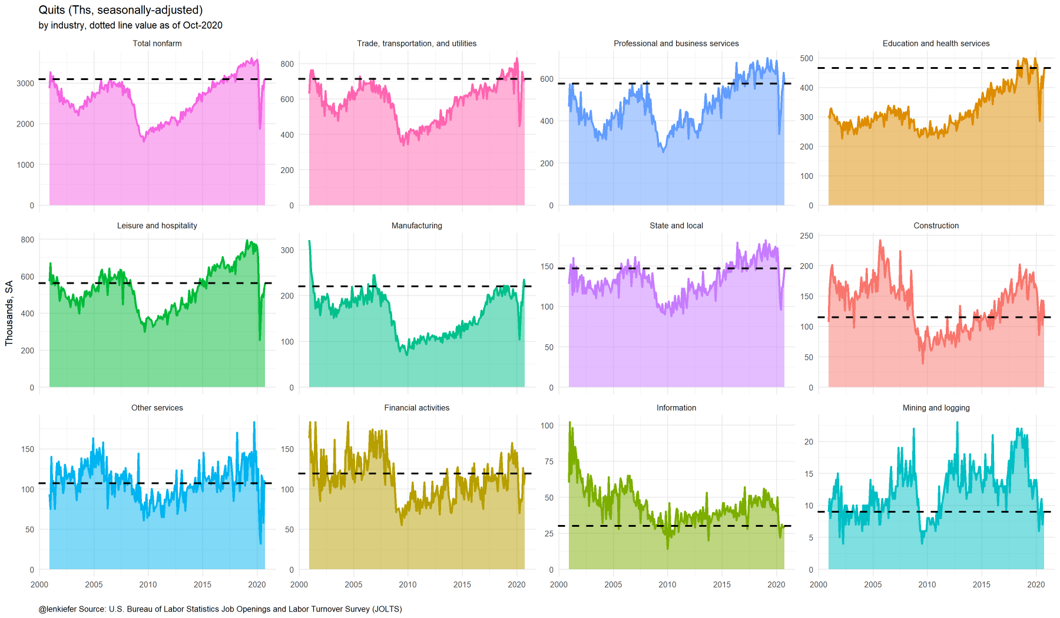 Quits (Ths, seasonally-adjusted)
by industry, dotted line value as of Oct-2020
Total nonfarm
Trade, transportation, and utilities
Professional and business services
Education and health services
3000
2000
1000
0
800
600
400
200
0
600
400
200
0
500
400
300
200
100
0
Leisure and hospitality
Manufacturing
State and local
Construction
Thousands, SA
800
600
400
200
0
300
200
100
0
150
100
50
0
250
200
150
100
50
0
Other services
Financial activities
Information
Mining and logging
150
100
50
0
150
100
50
0
100
75
50
25
0
20
15
10
5
0
2000 2005 2010 2015 2020
2000 2005 2010 2015 2020
2000 2005 2010 2015 2020
2000 2005 2010 2015 2020
@lenkiefer Source: U.S. Bureau of Labor Statistics Job Openings and Labor Turnover Survey (JOLTS)